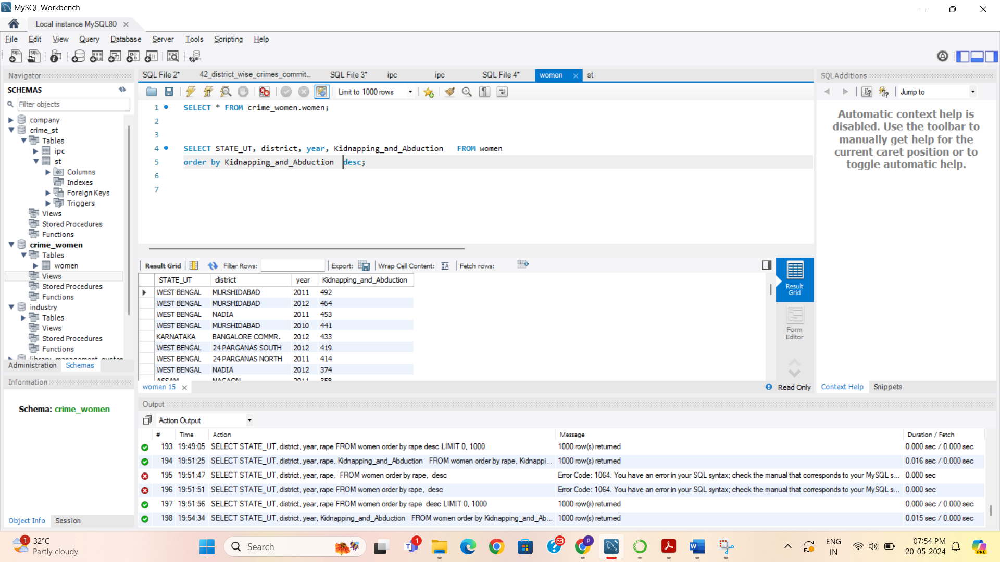 MySQL Workbench
Local instance MySQL80
File Edit View Query Database Server Tools Scripting Help
Navigator
SCHEMAS
Filter objects
company
crime_st
Tables
ipc
st
Columns
Indexes
Foreign Keys
Triggers
Views
Stored Procedures
Functions
crime_women
Tables
women
Views
Stored Procedures
Functions
industry
Tables
Views
Stored Procedures
Functions
library_management_system
Administration Schemas
Information
Schema: crime_women
Object Info Session
SQL File 2* 42_district_wise_crimes_commit... SQL File 3* ipc ipc SQL File 4* women st
Limit to 1000 rows
1 SELECT * FROM crime_women.women;
2
3
4 SELECT STATE_UT, district, year, Kidnapping_and_Abduction FROM women
5 order by Kidnapping_and_Abduction desc;
6
7
Result Grid Filter Rows: Export: Wrap Cell Content: Fetch rows:
STATE_UT district year Kidnapping_and_Abduction
WEST BENGAL MURSHIDABAD 2011 492
WEST BENGAL MURSHIDABAD 2012 464
WEST BENGAL NADIA 2011 453
WEST BENGAL MURSHIDABAD 2010 441
KARNATAKA BANGALORE COMMR. 2012 433
WEST BENGAL 24 PARGANAS SOUTH 2012 419
WEST BENGAL 24 PARGANAS NORTH 2011 414
WEST BENGAL NADIA 2012 374
ASSAM NAGAON 2011 358
Result Grid
Form Editor
women 15
Read Only
SQLAdditions
Jump to
Automatic context help is
disabled. Use the toolbar to
manually get help for the
current caret position or to
toggle automatic help.
Context Help Snippets
Output
Action Output
# Time Action Message Duration / Fetch
193 19:49:05 SELECT STATE_UT, district, year, rape FROM women order by rape desc LIMIT 0, 1000 1000 row(s) returned 0.000 sec / 0.000 sec
194 19:51:25 SELECT STATE_UT, district, year, rape, Kidnapping_and_Abduction FROM women order by rape, Kidnappi... 1000 row(s) returned 0.016 sec / 0.000 sec
195 19:51:47 SELECT STATE_UT, district, year, rape, FROM women order by rape, desc Error Code: 1064. You have an error in your SQL syntax; check the manual that corresponds to your MySQL s... 0.000 sec
196 19:51:51 SELECT STATE_UT, district, year, rape FROM women order by rape, desc Error Code: 1064. You have an error in your SQL syntax; check the manual that corresponds to your MySQL s... 0.000 sec
197 19:51:56 SELECT STATE_UT, district, year, rape FROM women order by rape desc LIMIT 0, 1000 1000 row(s) returned 0.000 sec / 0.000 sec
198 19:54:34 SELECT STATE_UT, district, year, Kidnapping_and_Abduction FROM women order by Kidnapping_and_Ab... 1000 row(s) returned 0.015 sec / 0.000 sec
1 32°C
Partly cloudy
Search
1
P
ENG
IN
07:54 PM
20-05-2024
PRE